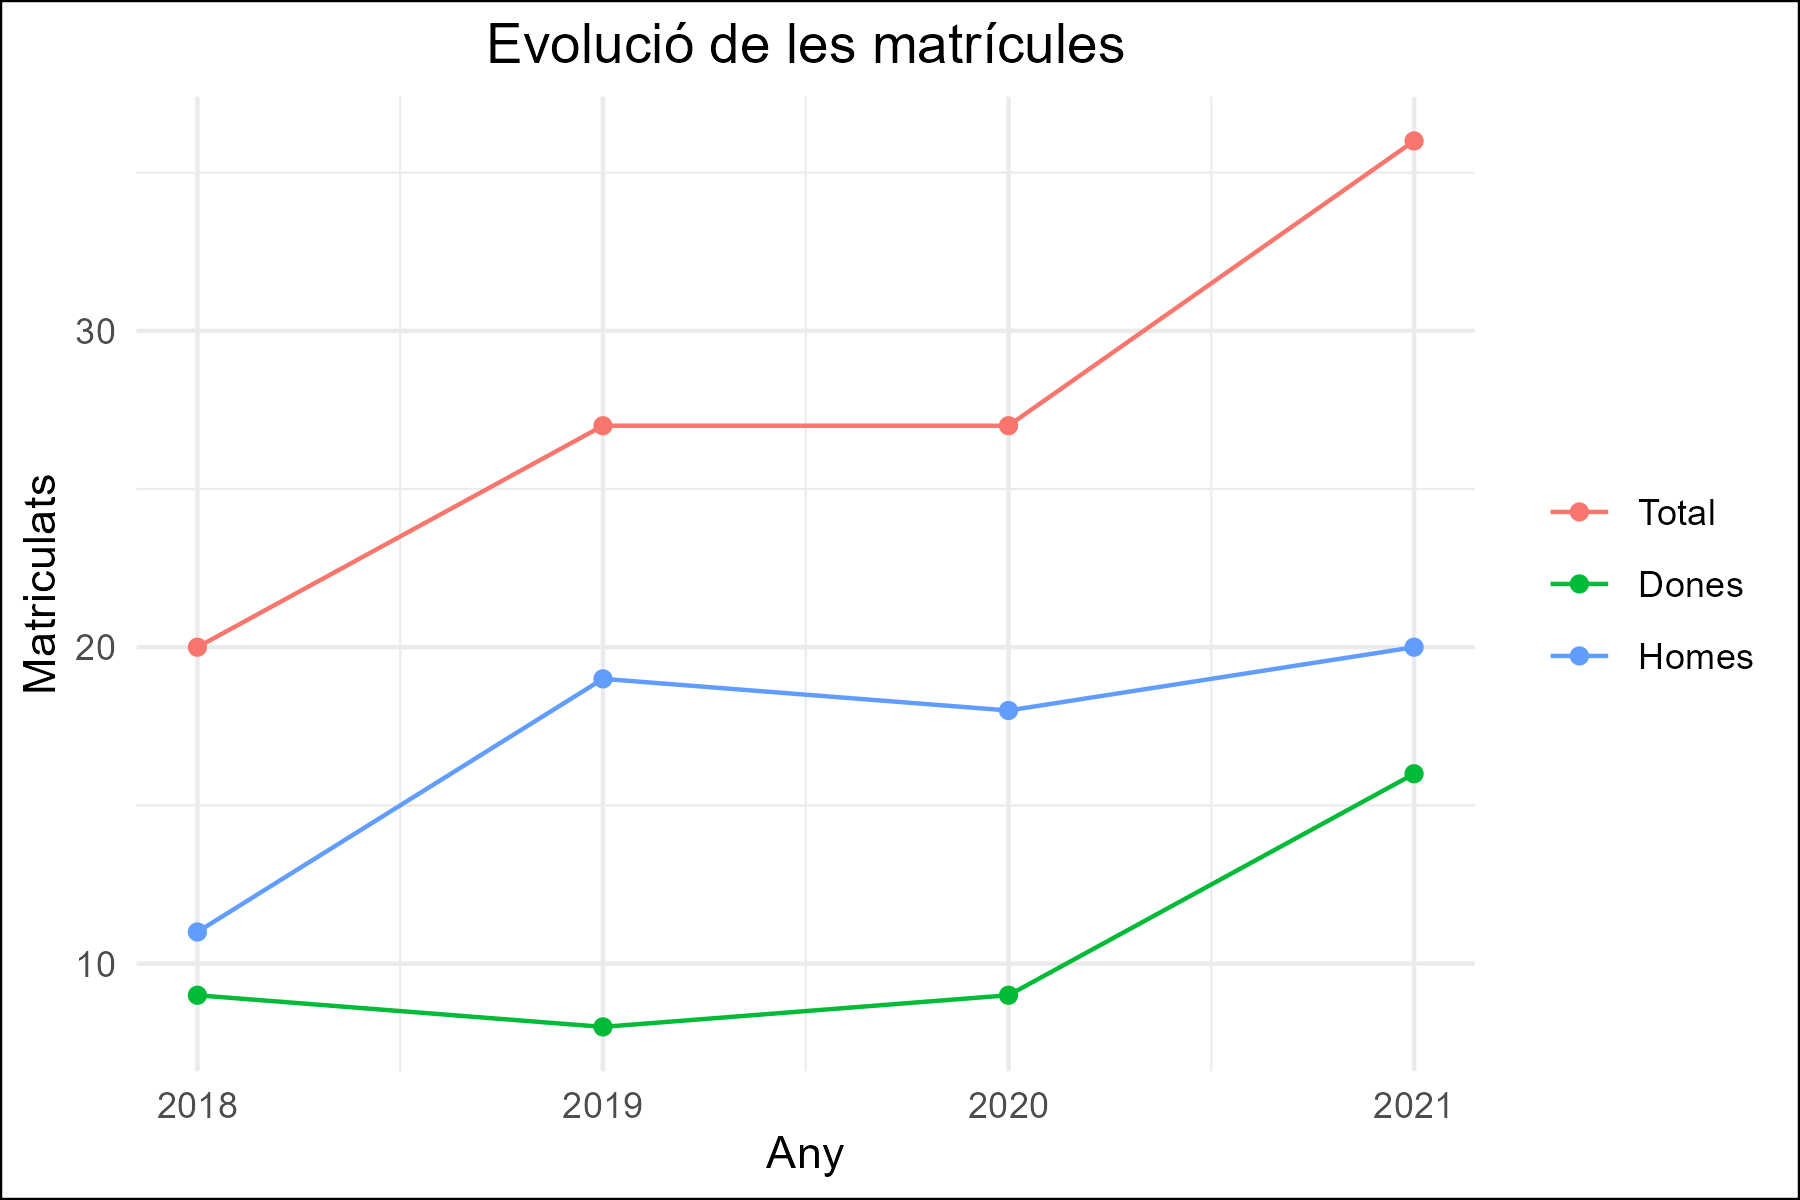 Evolució de les matrícules
Matriculats
30
20
10
2018 2019 2020 2021
Any
Total
Dones
Homes